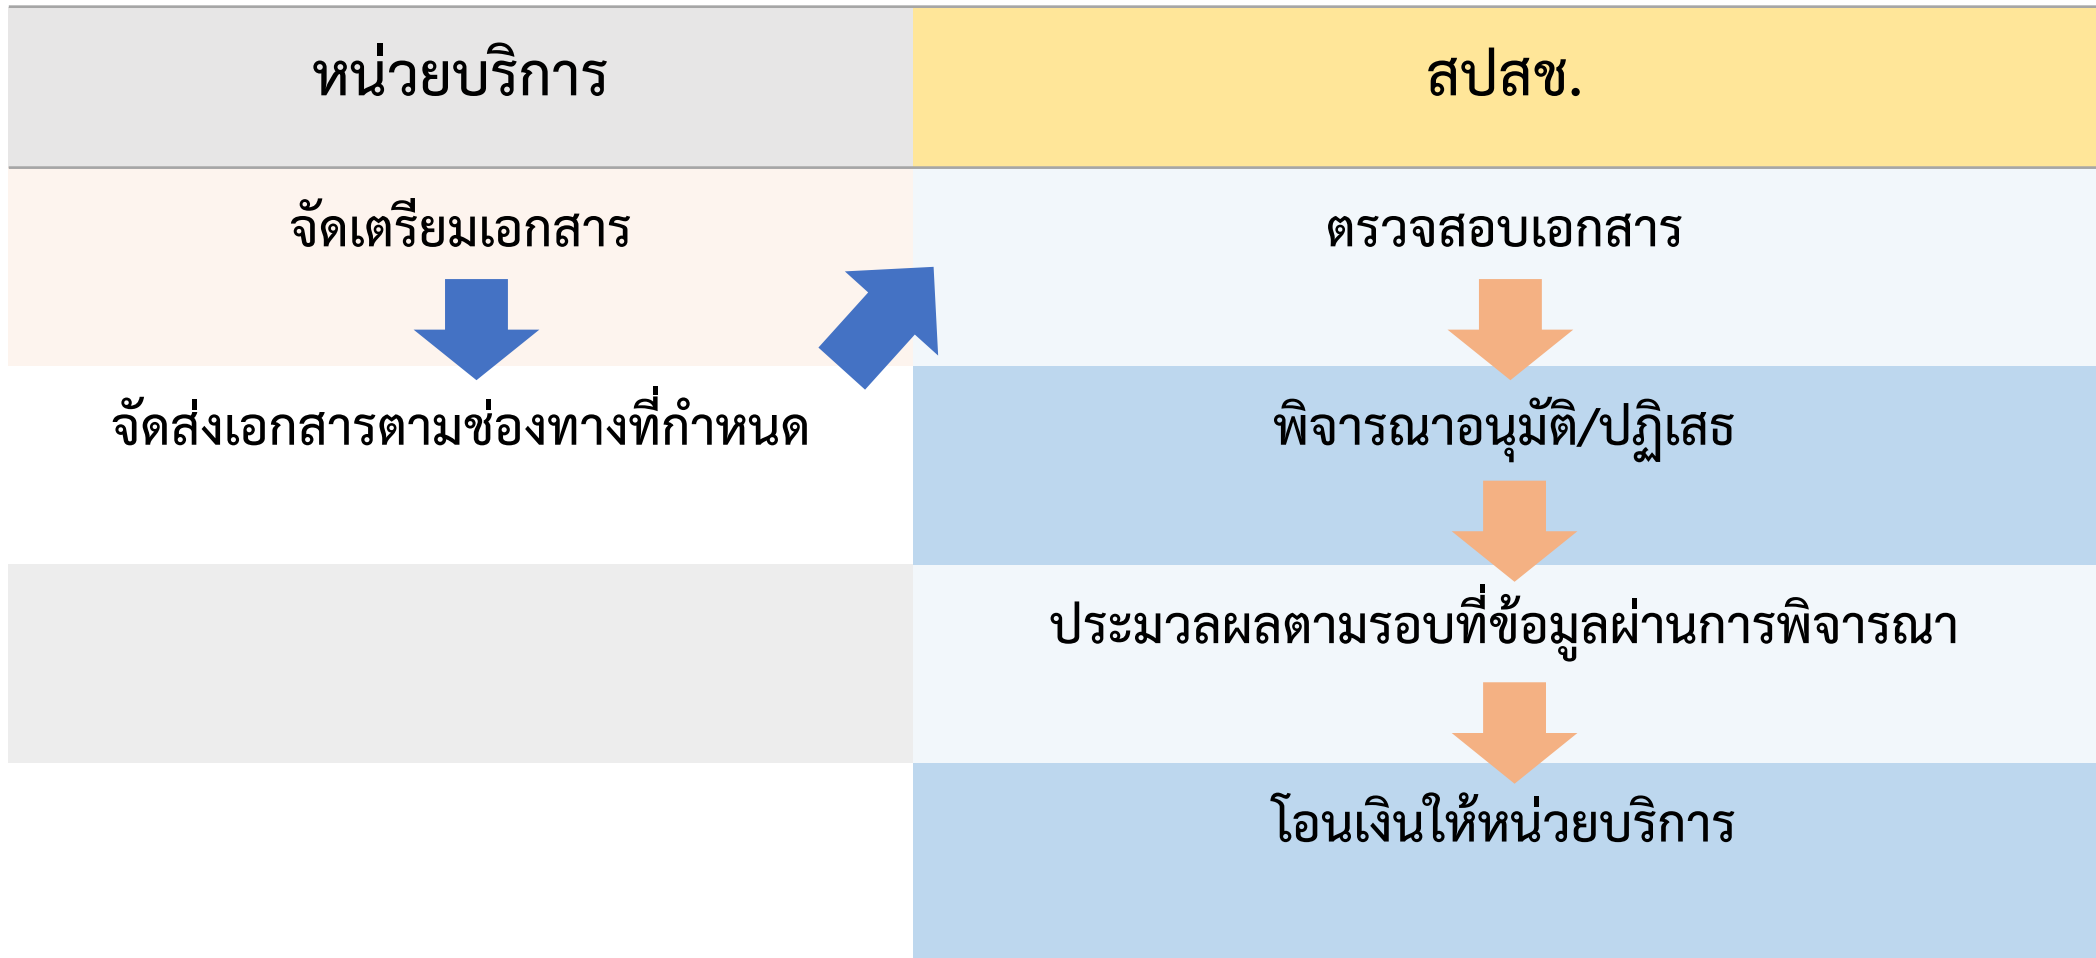 หน่วยบริการ
สปสช.
จัดเตรียมเอกสาร
ตรวจสอบเอกสาร
จัดส่งเอกสารตามช่องทางที่กำหนด
พิจารณาอนุมัติ/ปฏิเสธ
ประมวลผลตามรอบที่ข้อมูลผ่านการพิจารณา
โอนเงินให้หน่วยบริการ